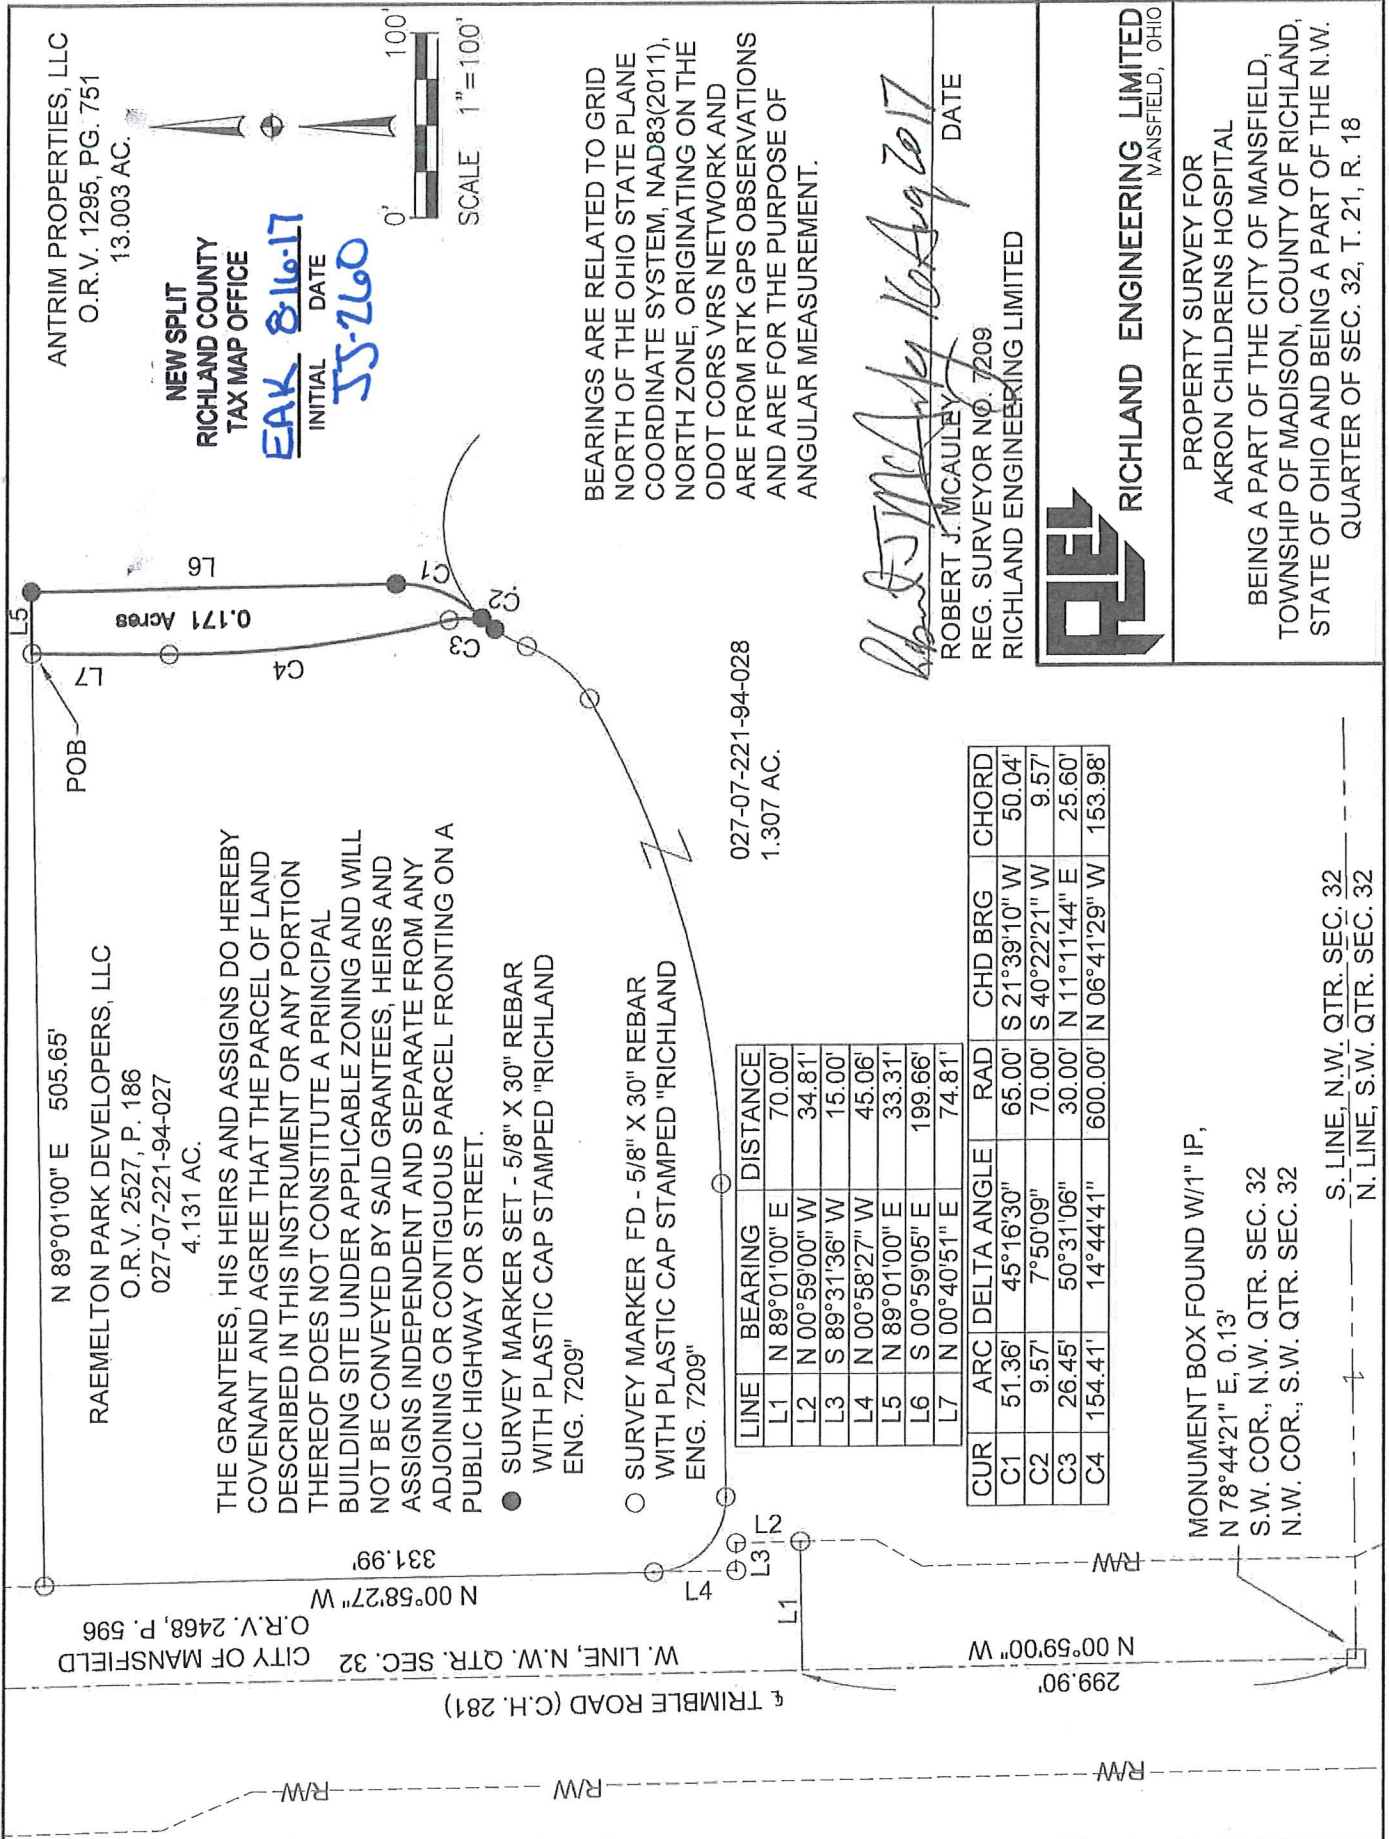 ANTRIM PROPERTIES, LLC
O.R.V. 1295, PG. 751
13.003 AC.
NEW SPLIT
RICHLAND COUNTY
TAX MAP OFFICE
EAK 8-16-17
INITIAL DATE
JJ-260
0' 100'
SCALE 1"=100'
BEARINGS ARE RELATED TO GRID
NORTH OF THE OHIO STATE PLANE
COORDINATE SYSTEM, NAD83(2011),
NORTH ZONE, ORIGINATING ON THE
ODOT CORS VRS NETWORK AND
ARE FROM RTK GPS OBSERVATIONS
AND ARE FOR THE PURPOSE OF
ANGULAR MEASUREMENT.
Robert J McAuley 16 Aug 2017
ROBERT J. MCAULEY DATE
REG. SURVEYOR NO. 7209
RICHLAND ENGINEERING LIMITED
REL
RICHLAND ENGINEERING LIMITED
MANSFIELD, OHIO
PROPERTY SURVEY FOR
AKRON CHILDRENS HOSPITAL
BEING A PART OF THE CITY OF MANSFIELD,
TOWNSHIP OF MADISON, COUNTY OF RICHLAND,
STATE OF OHIO AND BEING A PART OF THE N.W.
QUARTER OF SEC. 32, T. 21, R. 18
L5
L6
0.171 Acres
L7
C4
C3
C1
C2
POB
N 89°01'00" E 505.65'
RAEMELTON PARK DEVELOPERS, LLC
O.R.V. 2527, P. 186
027-07-221-94-027
4.131 AC.
THE GRANTEES, HIS HEIRS AND ASSIGNS DO HEREBY
COVENANT AND AGREE THAT THE PARCEL OF LAND
DESCRIBED IN THIS INSTRUMENT OR ANY PORTION
THEREOF DOES NOT CONSTITUTE A PRINCIPAL
BUILDING SITE UNDER APPLICABLE ZONING AND WILL
NOT BE CONVEYED BY SAID GRANTEES, HEIRS AND
ASSIGNS INDEPENDENT AND SEPARATE FROM ANY
ADJOINING OR CONTIGUOUS PARCEL FRONTING ON A
PUBLIC HIGHWAY OR STREET.
SURVEY MARKER SET - 5/8" X 30" REBAR
WITH PLASTIC CAP STAMPED "RICHLAND
ENG. 7209"
SURVEY MARKER FD - 5/8" X 30" REBAR
WITH PLASTIC CAP STAMPED "RICHLAND
ENG. 7209"
027-07-221-94-028
1.307 AC.
LINE BEARING DISTANCE
L1 N 89°01'00" E 70.00'
L2 N 00°59'00" W 34.81'
L3 S 89°31'36" W 15.00'
L4 N 00°58'27" W 45.06'
L5 N 89°01'00" E 33.31'
L6 S 00°59'05" E 199.66'
L7 N 00°40'51" E 74.81'
CUR ARC DELTA ANGLE RAD CHD BRG CHORD
C1 51.36' 45°16'30" 65.00' S 21°39'10" W 50.04'
C2 9.57' 7°50'09" 70.00' S 40°22'21" W 9.57'
C3 26.45' 50°31'06" 30.00' N 11°11'44" E 25.60'
C4 154.41' 14°44'41" 600.00' N 06°41'29" W 153.98'
MONUMENT BOX FOUND W/1" IP,
N 78°44'21" E, 0.13'
S.W. COR., N.W. QTR. SEC. 32
N.W. COR., S.W. QTR. SEC. 32
S. LINE, N.W. QTR. SEC. 32
N. LINE, S.W. QTR. SEC. 32
N 00°58'27" W
331.99'
CITY OF MANSFIELD
O.R.V. 2468, P. 596
W. LINE, N.W. QTR. SEC. 32
℄ TRIMBLE ROAD (C.H. 281)
L4
L3
L2
L1
N 00°59'00" W
299.90'
R/W
R/W
R/W
R/W